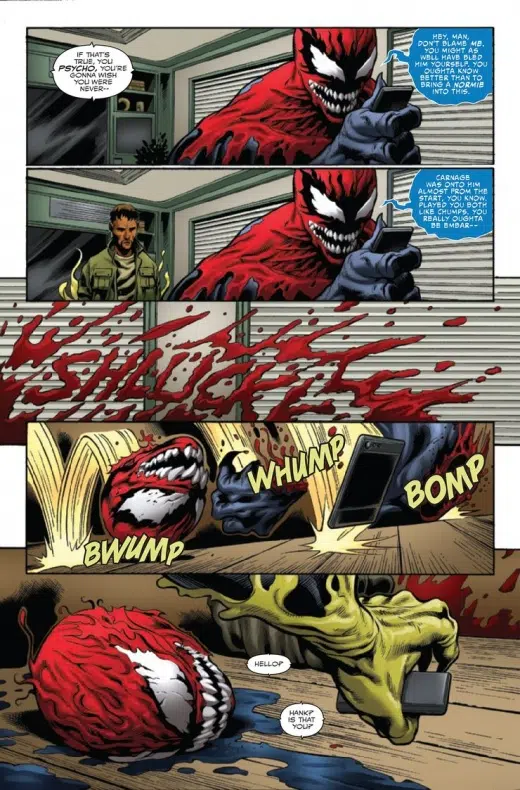 IF THAT'S
TRUE, YOU
PSYCHO, YOU'RE
GONNA WISH
YOU WERE
NEVER--
HEY, MAN,
DON'T BLAME ME.
YOU MIGHT AS
WELL HAVE BLED
HIM YOURSELF. YOU
OUGHTA KNOW
BETTER THAN TO
BRING A NORMIE
INTO THIS.
CARNAGE
WAS ONTO HIM
ALMOST FROM THE
START, YOU KNOW.
PLAYED YOU BOTH
LIKE CHUMPS. YOU
REALLY OUGHTA
BE EMBAR--
SHLUCK
BWUMP
WHUMP
BOMP
HELLO?
HANK?
IS THAT
YOU?